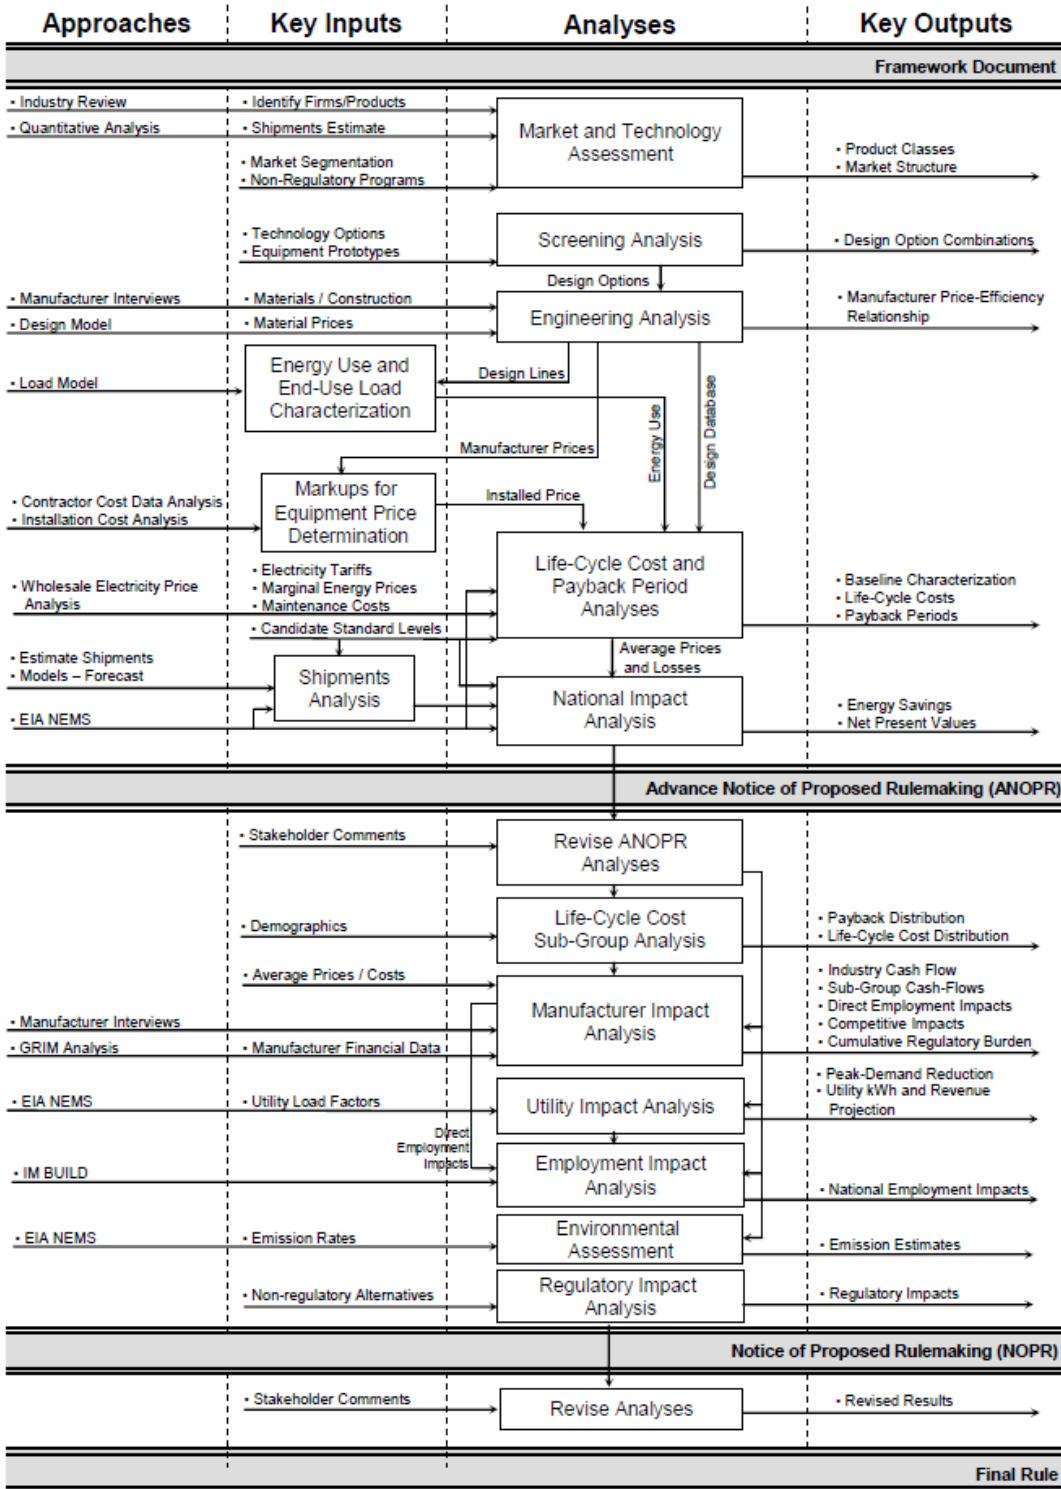 Approaches
Key Inputs
Analyses
Key Outputs
Framework Document
• Industry Review
• Identify Firms/Products
• Quantitative Analysis
• Shipments Estimate
Market and Technology
Assessment
• Market Segmentation
• Non-Regulatory Programs
• Product Classes
• Market Structure
• Technology Options
• Equipment Prototypes
Screening Analysis
• Design Option Combinations
Design Options
• Manufacturer Interviews
• Materials / Construction
• Design Model
• Material Prices
Engineering Analysis
• Manufacturer Price-Efficiency
Relationship
• Load Model
Energy Use and
End-Use Load
Characterization
Design Lines
Energy Use
Design Database
Manufacturer Prices
• Contractor Cost Data Analysis
• Installation Cost Analysis
Markups for
Equipment Price
Determination
Installed Price
• Wholesale Electricity Price
Analysis
• Electricity Tariffs
• Marginal Energy Prices
• Maintenance Costs
• Candidate Standard Levels
Life-Cycle Cost and
Payback Period
Analyses
• Baseline Characterization
• Life-Cycle Costs
• Payback Periods
Average Prices
and Losses
• Estimate Shipments
• Models – Forecast
Shipments
Analysis
• EIA NEMS
National Impact
Analysis
• Energy Savings
• Net Present Values
Advance Notice of Proposed Rulemaking (ANOPR)
• Stakeholder Comments
Revise ANOPR
Analyses
• Demographics
Life-Cycle Cost
Sub-Group Analysis
• Payback Distribution
• Life-Cycle Cost Distribution
• Average Prices / Costs
• Manufacturer Interviews
• GRIM Analysis
• Manufacturer Financial Data
Manufacturer Impact
Analysis
• Industry Cash Flow
• Sub-Group Cash-Flows
• Direct Employment Impacts
• Competitive Impacts
• Cumulative Regulatory Burden
• EIA NEMS
• Utility Load Factors
Utility Impact Analysis
• Peak-Demand Reduction
• Utility kWh and Revenue
Projection
Direct
Employment
Impacts
• IM BUILD
Employment Impact
Analysis
• National Employment Impacts
• EIA NEMS
• Emission Rates
Environmental
Assessment
• Emission Estimates
• Non-regulatory Alternatives
Regulatory Impact
Analysis
• Regulatory Impacts
Notice of Proposed Rulemaking (NOPR)
• Stakeholder Comments
Revise Analyses
• Revised Results
Final Rule